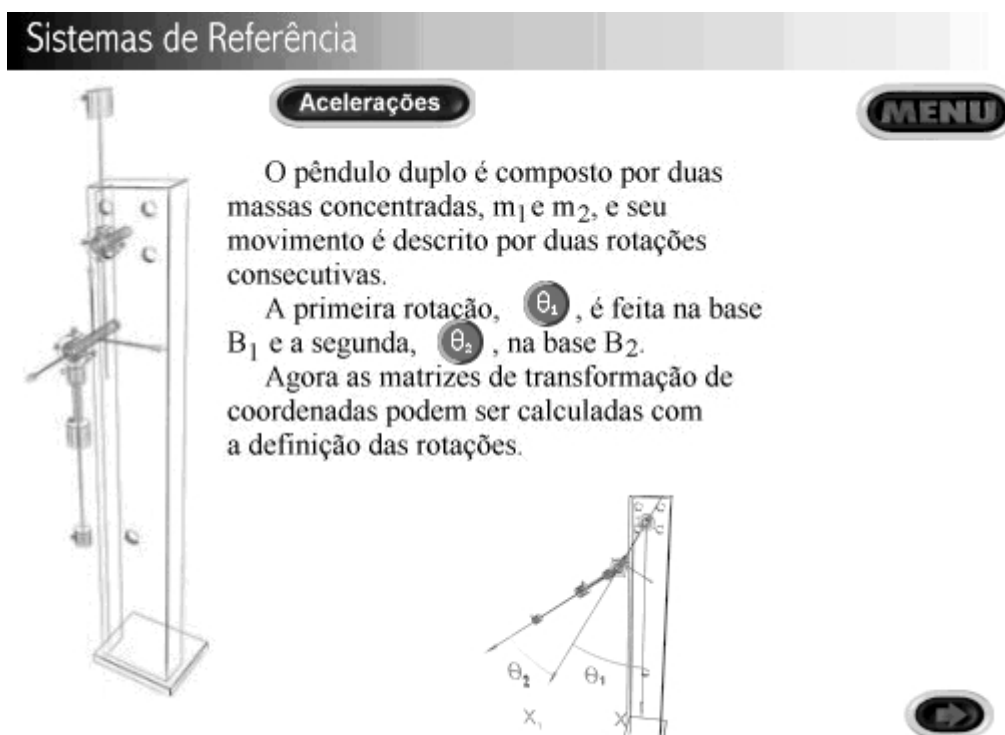 Sistemas de Referência
Acelerações
MENU
O pêndulo duplo é composto por duas
massas concentradas, m1 e m2, e seu
movimento é descrito por duas rotações
consecutivas.
A primeira rotação, θ1, é feita na base
B1 e a segunda, θ2, na base B2.
Agora as matrizes de transformação de
coordenadas podem ser calculadas com
a definição das rotações.
θ2 θ1
X1 X